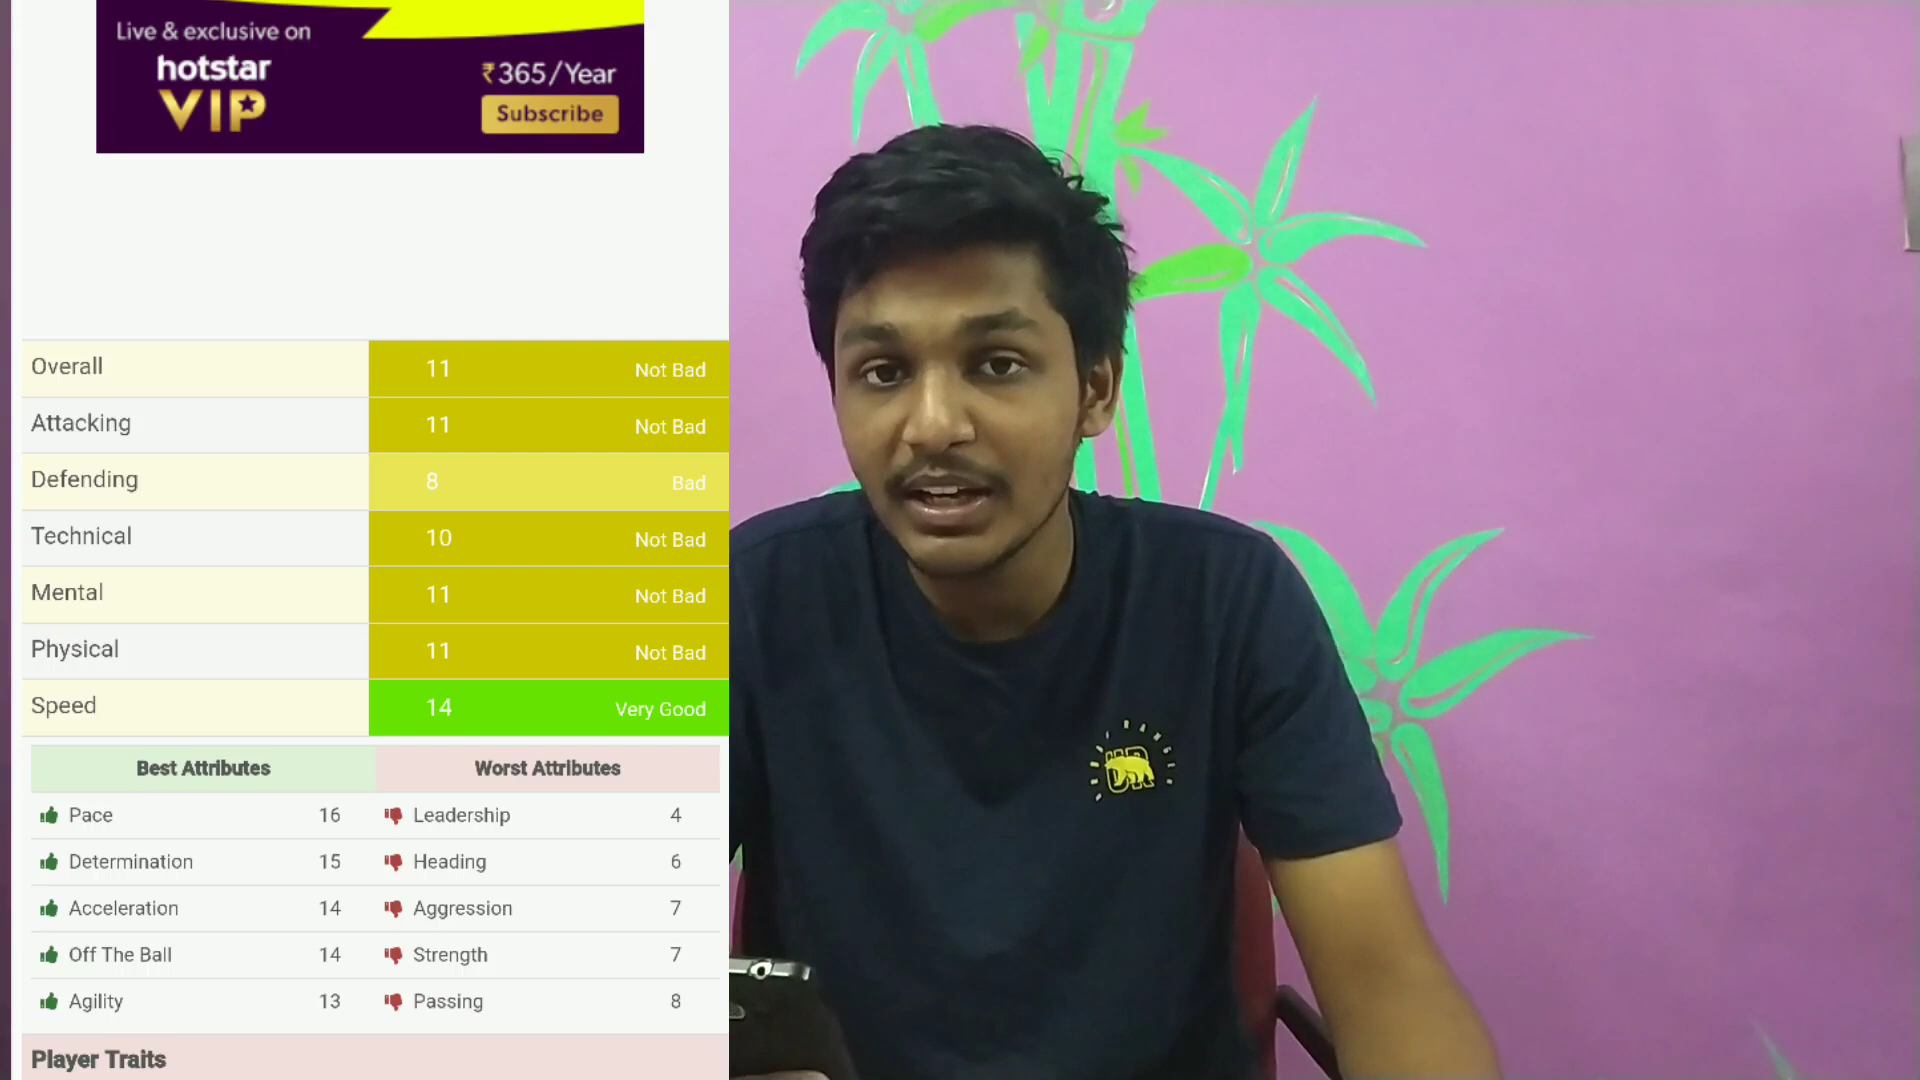 Live & exclusive on
hotstar
VIP
₹365/Year
Subscribe
Overall 11 Not Bad
Attacking 11 Not Bad
Defending 8 Bad
Technical 10 Not Bad
Mental 11 Not Bad
Physical 11 Not Bad
Speed 14 Very Good
Best Attributes Worst Attributes
Pace 16 Leadership 4
Determination 15 Heading 6
Acceleration 14 Aggression 7
Off The Ball 14 Strength 7
Agility 13 Passing 8
Player Traits
UR